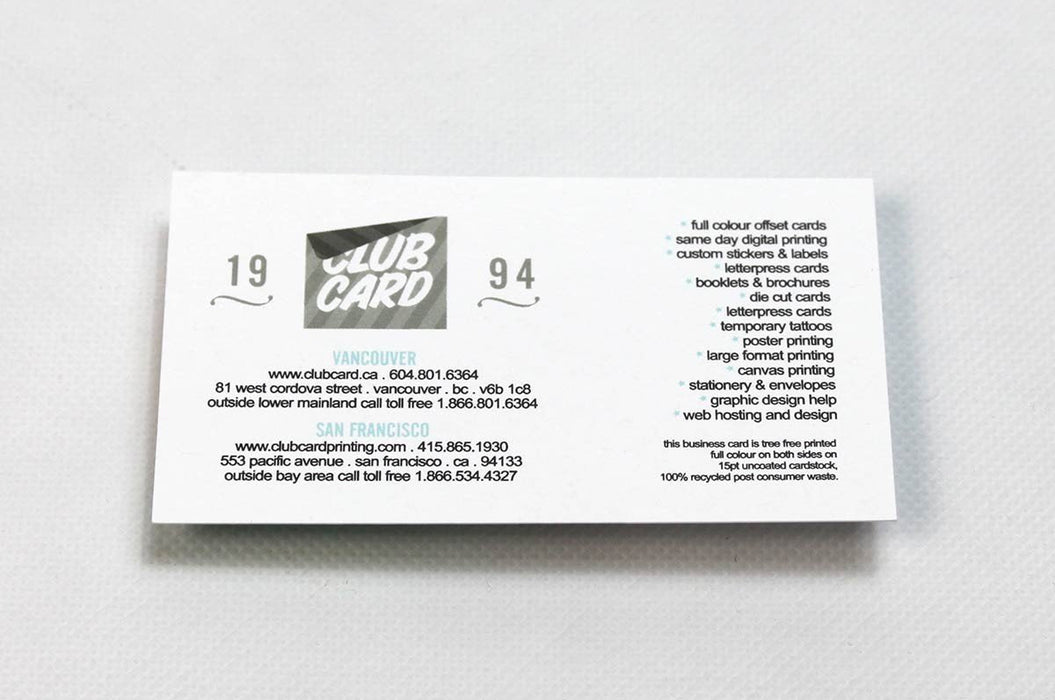 19
CLUB
CARD
94
VANCOUVER
www.clubcard.ca . 604.801.6364
81 west cordova street . vancouver . bc . v6b 1c8
outside lower mainland call toll free 1.866.801.6364
SAN FRANCISCO
www.clubcardprinting.com . 415.865.1930
553 pacific avenue . san francisco . ca . 94133
outside bay area call toll free 1.866.534.4327
* full colour offset cards
* same day digital printing
* custom stickers & labels
* letterpress cards
* booklets & brochures
* die cut cards
* letterpress cards
* temporary tattoos
* poster printing
* large format printing
* canvas printing
* stationery & envelopes
* graphic design help
* web hosting and design
this business card is tree free printed
full colour on both sides on
15pt uncoated cardstock,
100% recycled post consumer waste.